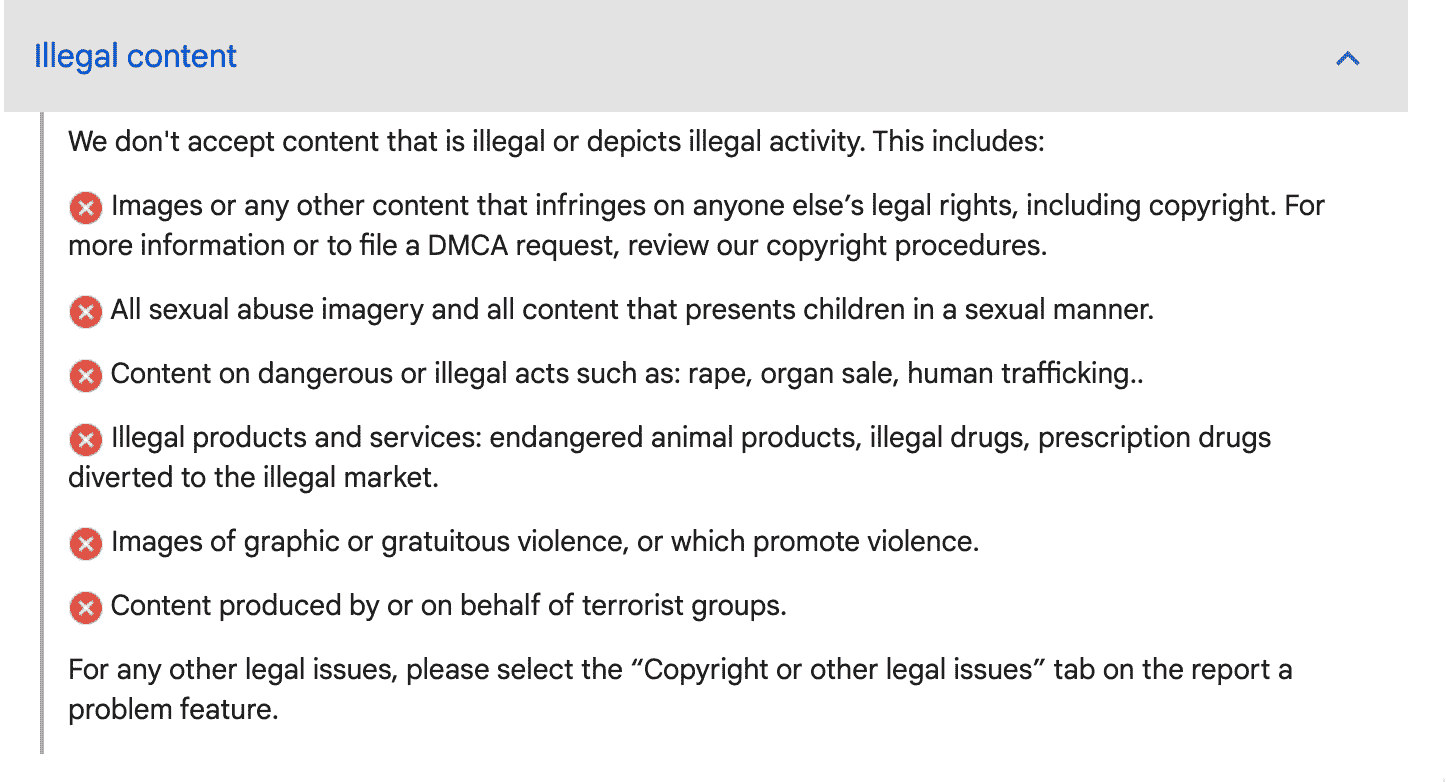 Illegal content
We don't accept content that is illegal or depicts illegal activity. This includes:
Images or any other content that infringes on anyone else’s legal rights, including copyright. For
more information or to file a DMCA request, review our copyright procedures.
All sexual abuse imagery and all content that presents children in a sexual manner.
Content on dangerous or illegal acts such as: rape, organ sale, human trafficking..
Illegal products and services: endangered animal products, illegal drugs, prescription drugs
diverted to the illegal market.
Images of graphic or gratuitous violence, or which promote violence.
Content produced by or on behalf of terrorist groups.
For any other legal issues, please select the “Copyright or other legal issues” tab on the report a
problem feature.